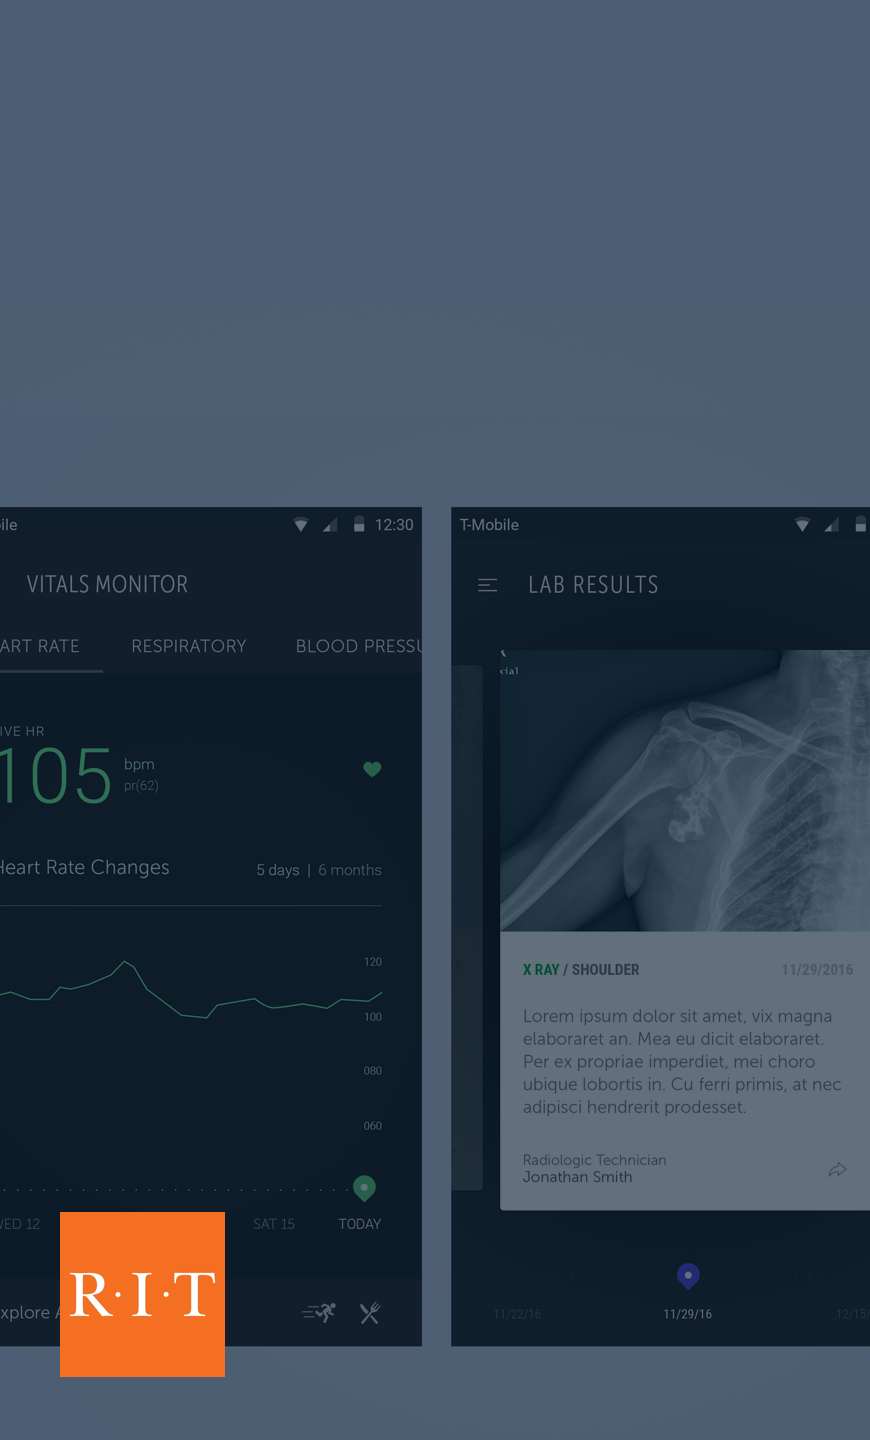 ile
12:30
VITALS MONITOR
ART RATE
RESPIRATORY
BLOOD PRESSU
IVE HR
105
bpm
pr(62)
Heart Rate Changes
5 days | 6 months
120
100
080
060
WED 12
SAT 15
TODAY
xplore A
R·I·T
T-Mobile
LAB RESULTS
cial
X RAY / SHOULDER
11/29/2016
Lorem ipsum dolor sit amet, vix magna
elaboraret an. Mea eu dicit elaboraret.
Per ex propriae imperdiet, mei choro
ubique lobortis in. Cu ferri primis, at nec
adipisci hendrerit prodesset.
Radiologic Technician
Jonathan Smith
11/22/16
11/29/16
12/15/